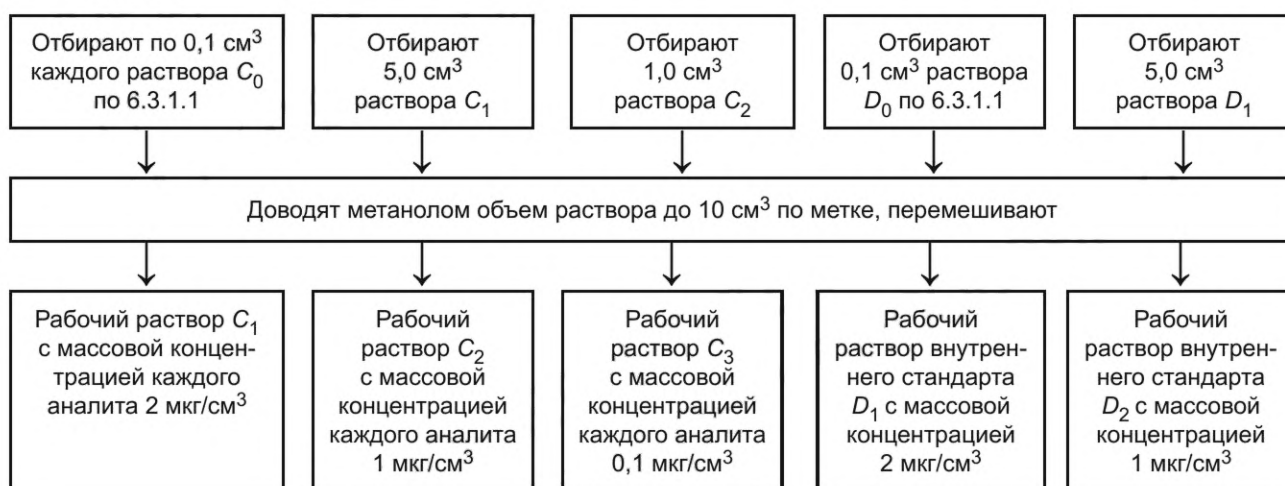 Отбирают по 0,1 см³
каждого раствора C₀
по 6.3.1.1
Отбирают
5,0 см³
раствора C₁
Отбирают
1,0 см³
раствора C₂
Отбирают
0,1 см³ раствора
D₀ по 6.3.1.1
Отбирают
5,0 см³
раствора D₁
Доводят метанолом объем раствора до 10 см³ по метке, перемешивают
Рабочий раствор C₁
с массовой концен-
трацией каждого
аналита 2 мкг/см³
Рабочий
раствор C₂
с массовой
концентрацией
каждого аналита
1 мкг/см³
Рабочий
раствор C₃
с массовой
концентрацией
каждого аналита
0,1 мкг/см³
Рабочий
раствор внутрен-
него стандарта
D₁ с массовой
концентрацией
2 мкг/см³
Рабочий
раствор внутрен-
него стандарта
D₂ с массовой
концентрацией
1 мкг/см³